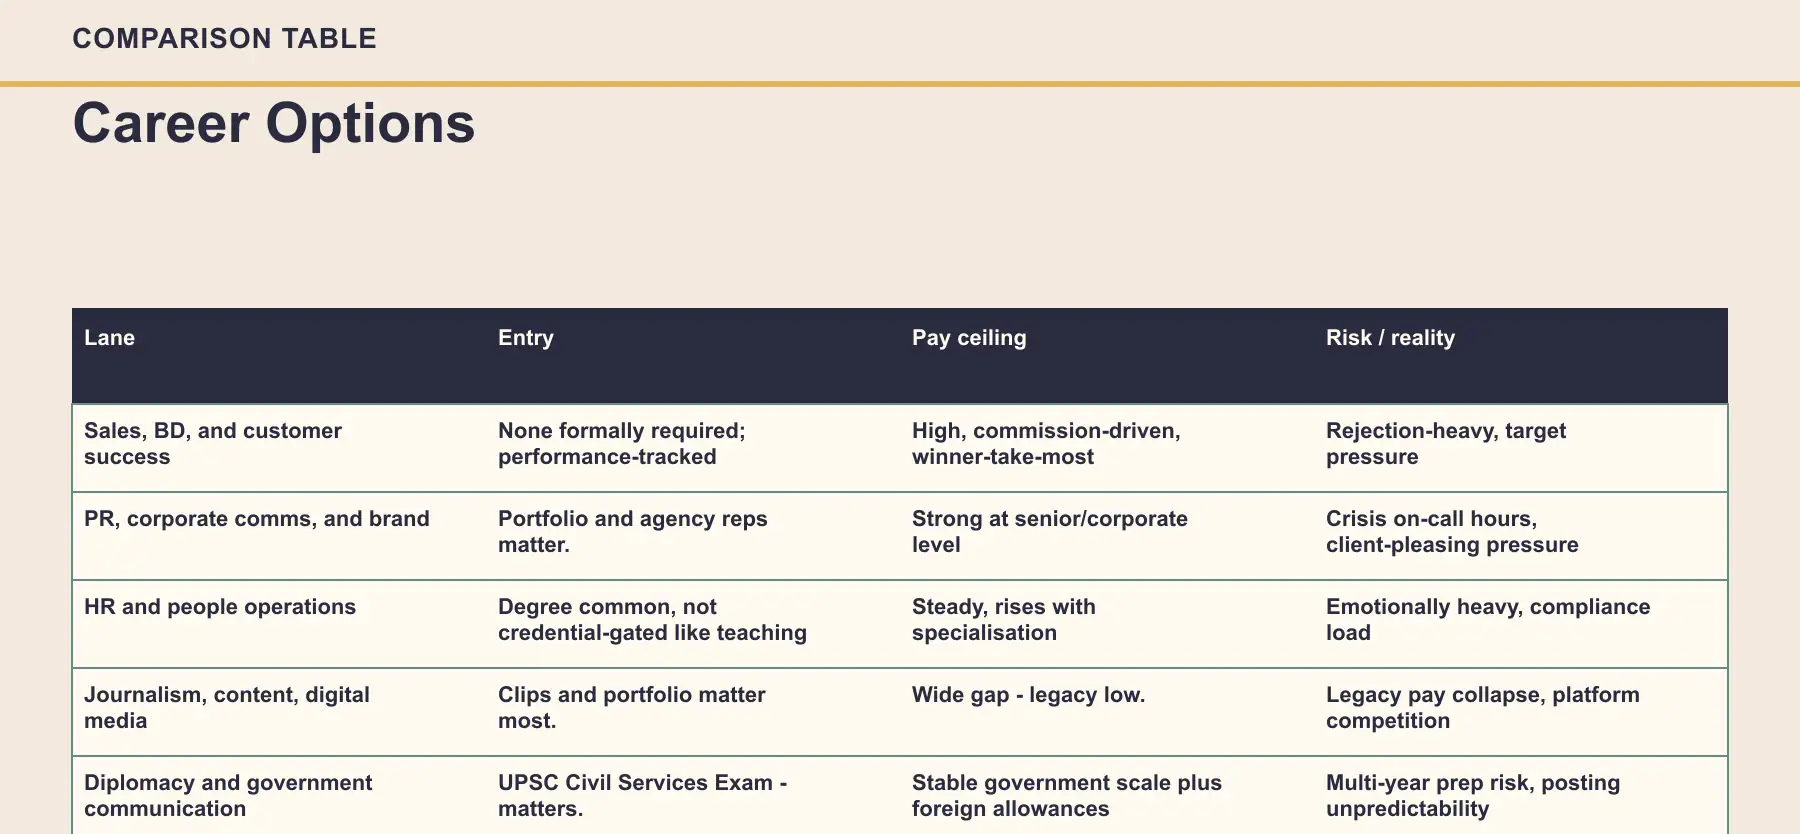 COMPARISON TABLE
Career Options
Lane Entry Pay ceiling Risk / reality
Sales, BD, and customer
success
None formally required;
performance-tracked
High, commission-driven,
winner-take-most
Rejection-heavy, target
pressure
PR, corporate comms, and brand
Portfolio and agency reps
matter.
Strong at senior/corporate
level
Crisis on-call hours,
client-pleasing pressure
HR and people operations
Degree common, not
credential-gated like teaching
Steady, rises with
specialisation
Emotionally heavy, compliance
load
Journalism, content, digital
media
Clips and portfolio matter
most.
Wide gap - legacy low.
Legacy pay collapse, platform
competition
Diplomacy and government
communication
UPSC Civil Services Exam -
matters.
Stable government scale plus
foreign allowances
Multi-year prep risk, posting
unpredictability